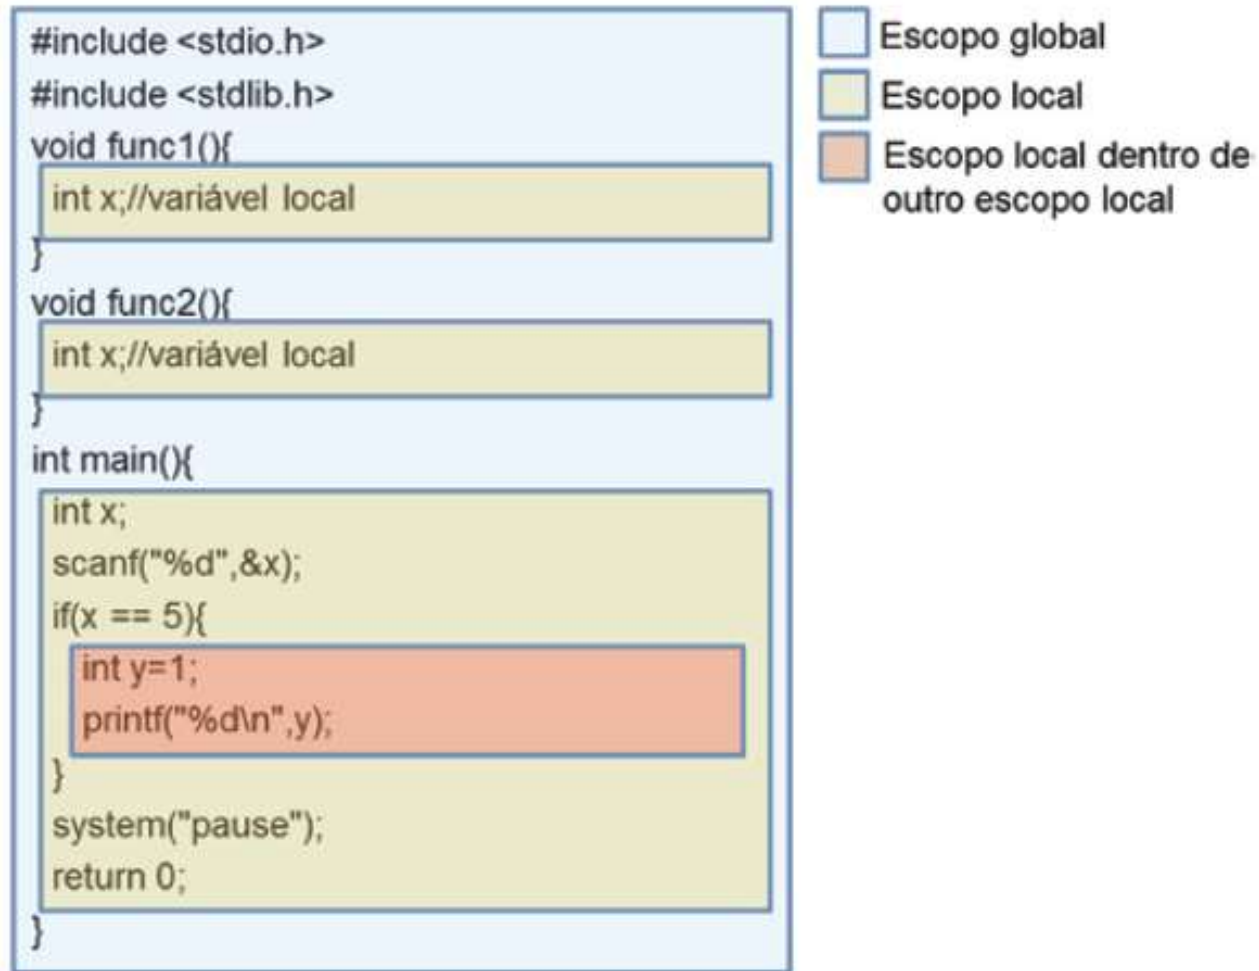 #include <stdio.h>
#include <stdlib.h>
void func1(){
int x;//variável local
}
void func2(){
int x;//variável local
}
int main(){
int x;
scanf("%d",&x);
if(x == 5){
int y=1;
printf("%d\n",y);
}
system("pause");
return 0;
}
Escopo global
Escopo local
Escopo local dentro de
outro escopo local